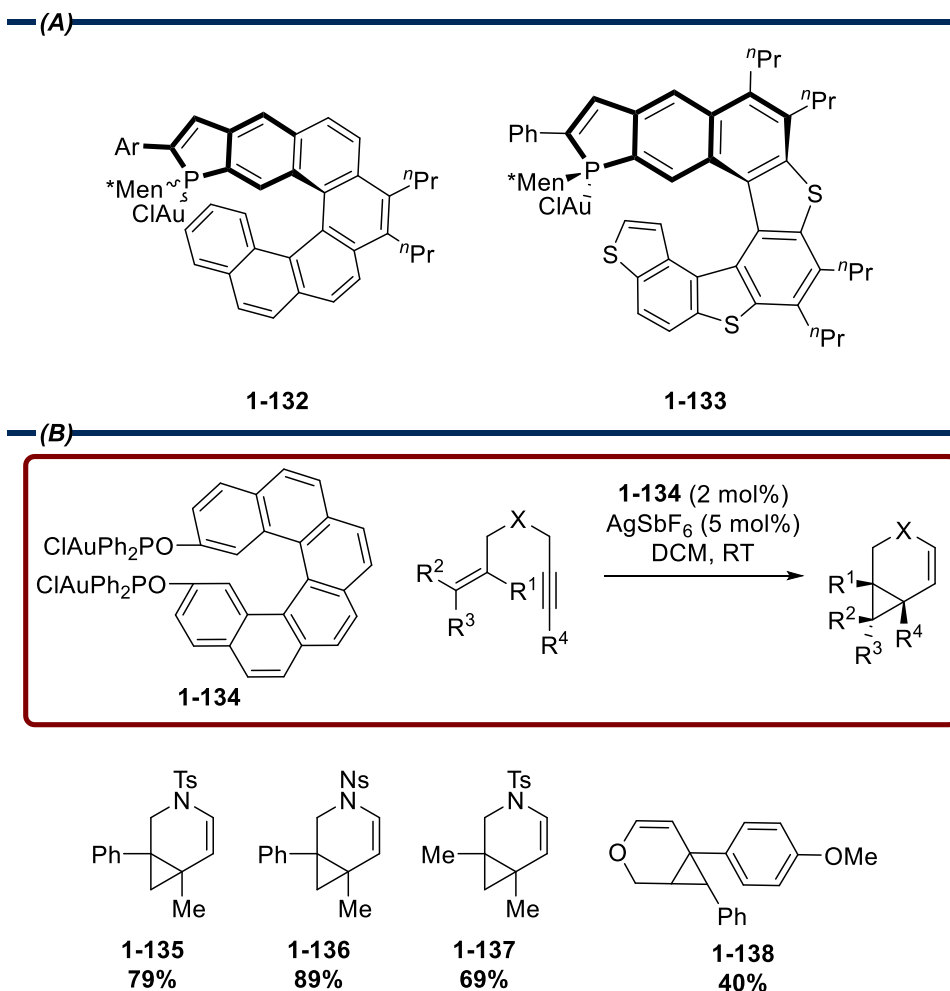 (A)
Ar
P
*Men
ClAu
nPr
nPr
1-132
Ph
P
*Men
ClAu
nPr
nPr
S
S
nPr
S
nPr
1-133
(B)
ClAuPh2PO
ClAuPh2PO
1-134
X
R2
R1
R3
R4
1-134 (2 mol%)
AgSbF6 (5 mol%)
DCM, RT
X
R1
R2
R3
R4
Ts
N
Ph
Me
1-135
79%
Ns
N
Ph
Me
1-136
89%
Ts
N
Me
Me
1-137
69%
O
OMe
Ph
1-138
40%